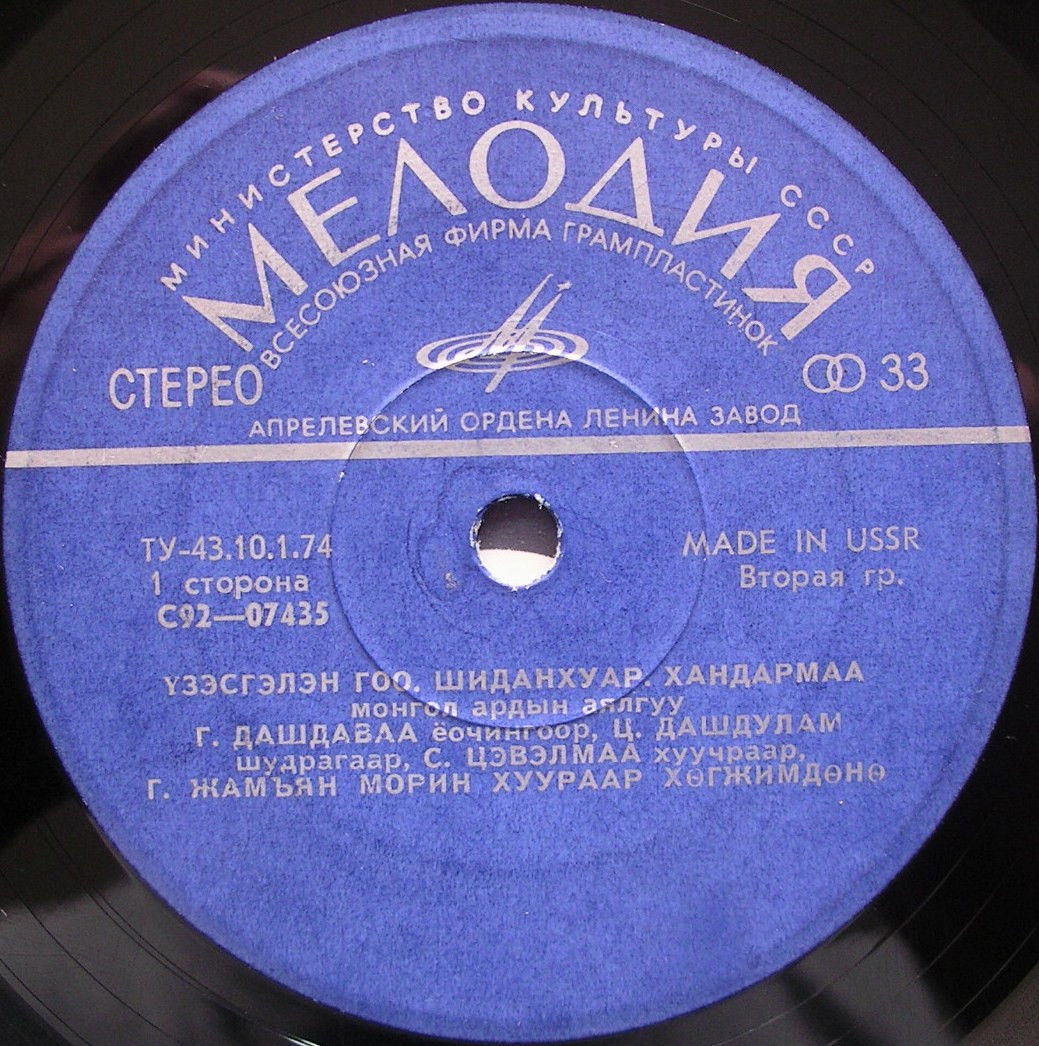 МИНИСТЕРСТВО КУЛЬТУРЫ СССР
МЕЛОДИЯ
ВСЕСОЮЗНАЯ ФИРМА ГРАМПЛАСТИНОК
СТЕРЕО
33
АПРЕЛЕВСКИЙ ОРДЕНА ЛЕНИНА ЗАВОД
ТУ-43.10.1.74
1 сторона
С92—07435
MADE IN USSR
Вторая гр.
ҮЗЭСГЭЛЭН ГОО. ШИДАНХУАР. ХАНДАРМАА
монгол ардын аялгуу
Г. ДАШДАВАА ёочингоор, Ц. ДАШДУЛАМ
шудрагаар, С. ЦЭВЭЛМАА хуучраар,
Г. ЖАМЪЯН МОРИН ХУУРААР ХӨГЖИМДӨНӨ